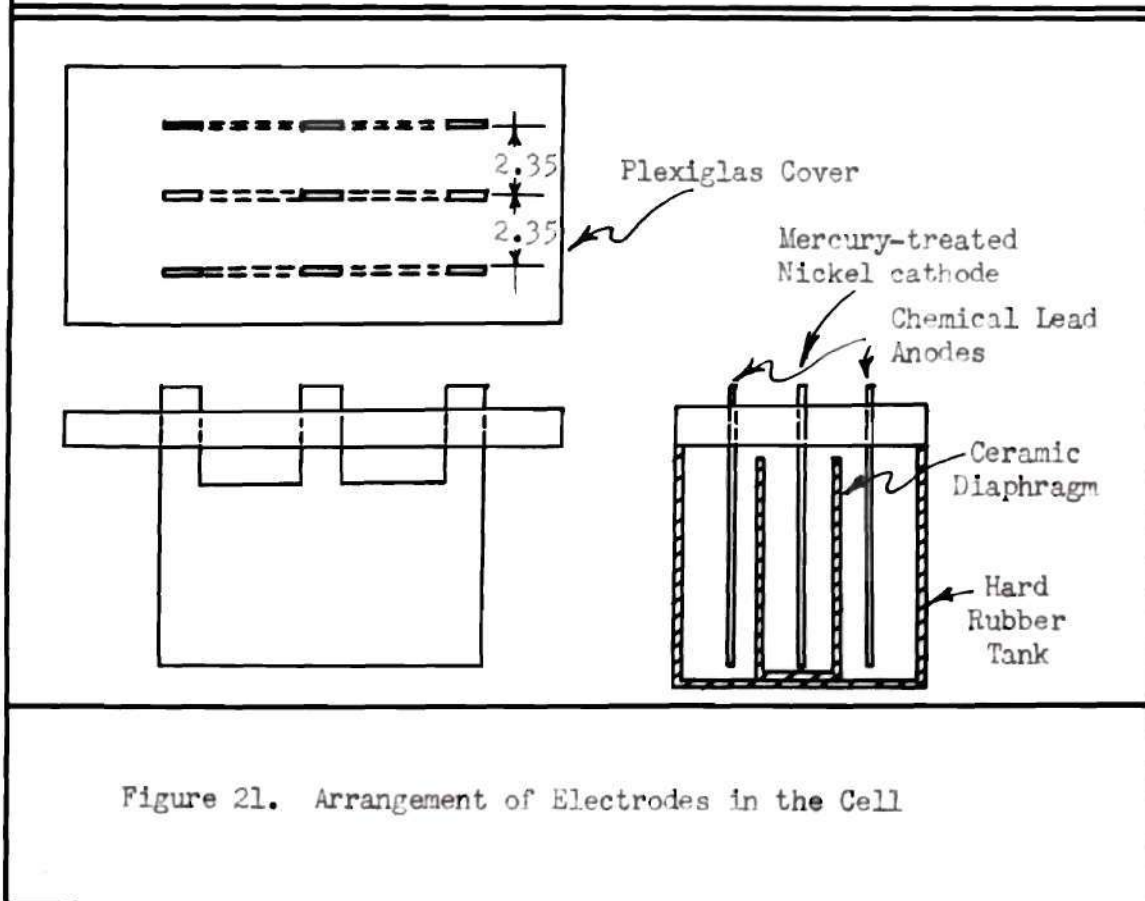 2.35
Plexiglas Cover
2.35
Mercury-treated
Nickel cathode
Chemical Lead
Anodes
Ceramic
Diaphragm
Hard
Rubber
Tank
Figure 21. Arrangement of Electrodes in the Cell